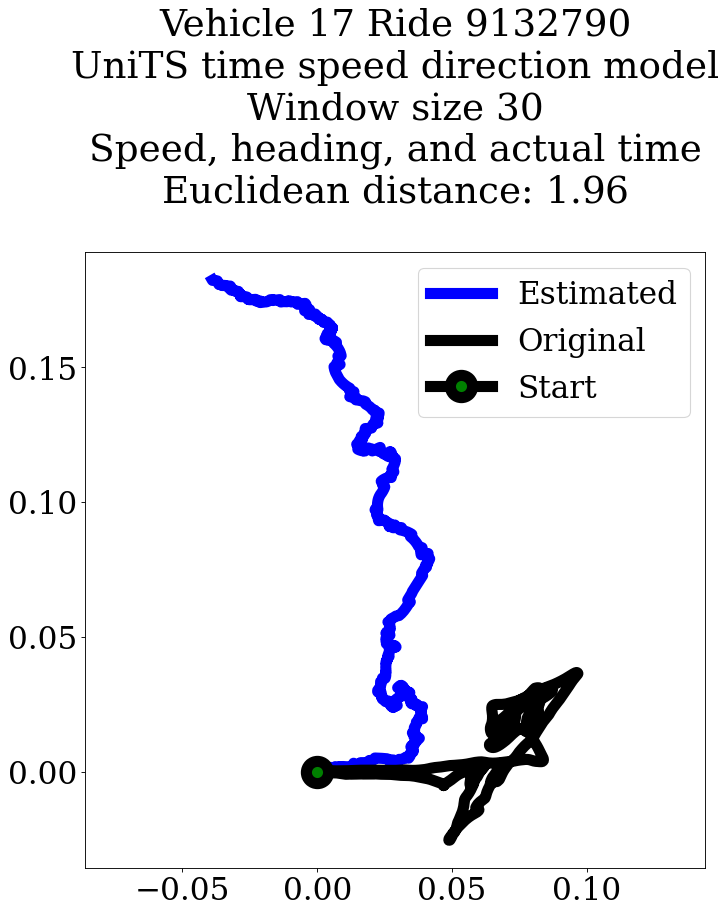 Vehicle 17 Ride 9132790
UniTS time speed direction model
Window size 30
Speed, heading, and actual time
Euclidean distance: 1.96
Estimated
Original
Start
0.15
0.10
0.05
0.00
−0.05 0.00 0.05 0.10